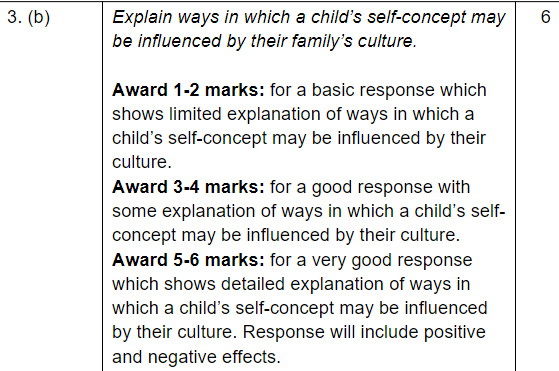 3. (b) Explain ways in which a child's self-concept may 6
be influenced by their family's culture.
Award 1-2 marks: for a basic response which
shows limited explanation of ways in which a
child's self-concept may be influenced by their
culture.
Award 3-4 marks: for a good response with
some explanation of ways in which a child's self-
concept may be influenced by their culture.
Award 5-6 marks: for a very good response
which shows detailed explanation of ways in
which a child's self-concept may be influenced
by their culture. Response will include positive
and negative effects.